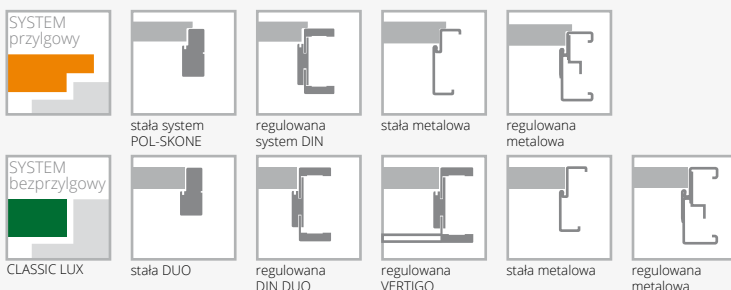 SYSTEM
przylgowy
stała system
POL-SKONE
regulowana
system DIN
stała metalowa
regulowana
metalowa
SYSTEM
bezprzylgowy
CLASSIC LUX
stała DUO
regulowana
DIN DUO
regulowana
VERTIGO
stała metalowa
regulowana
metalowa